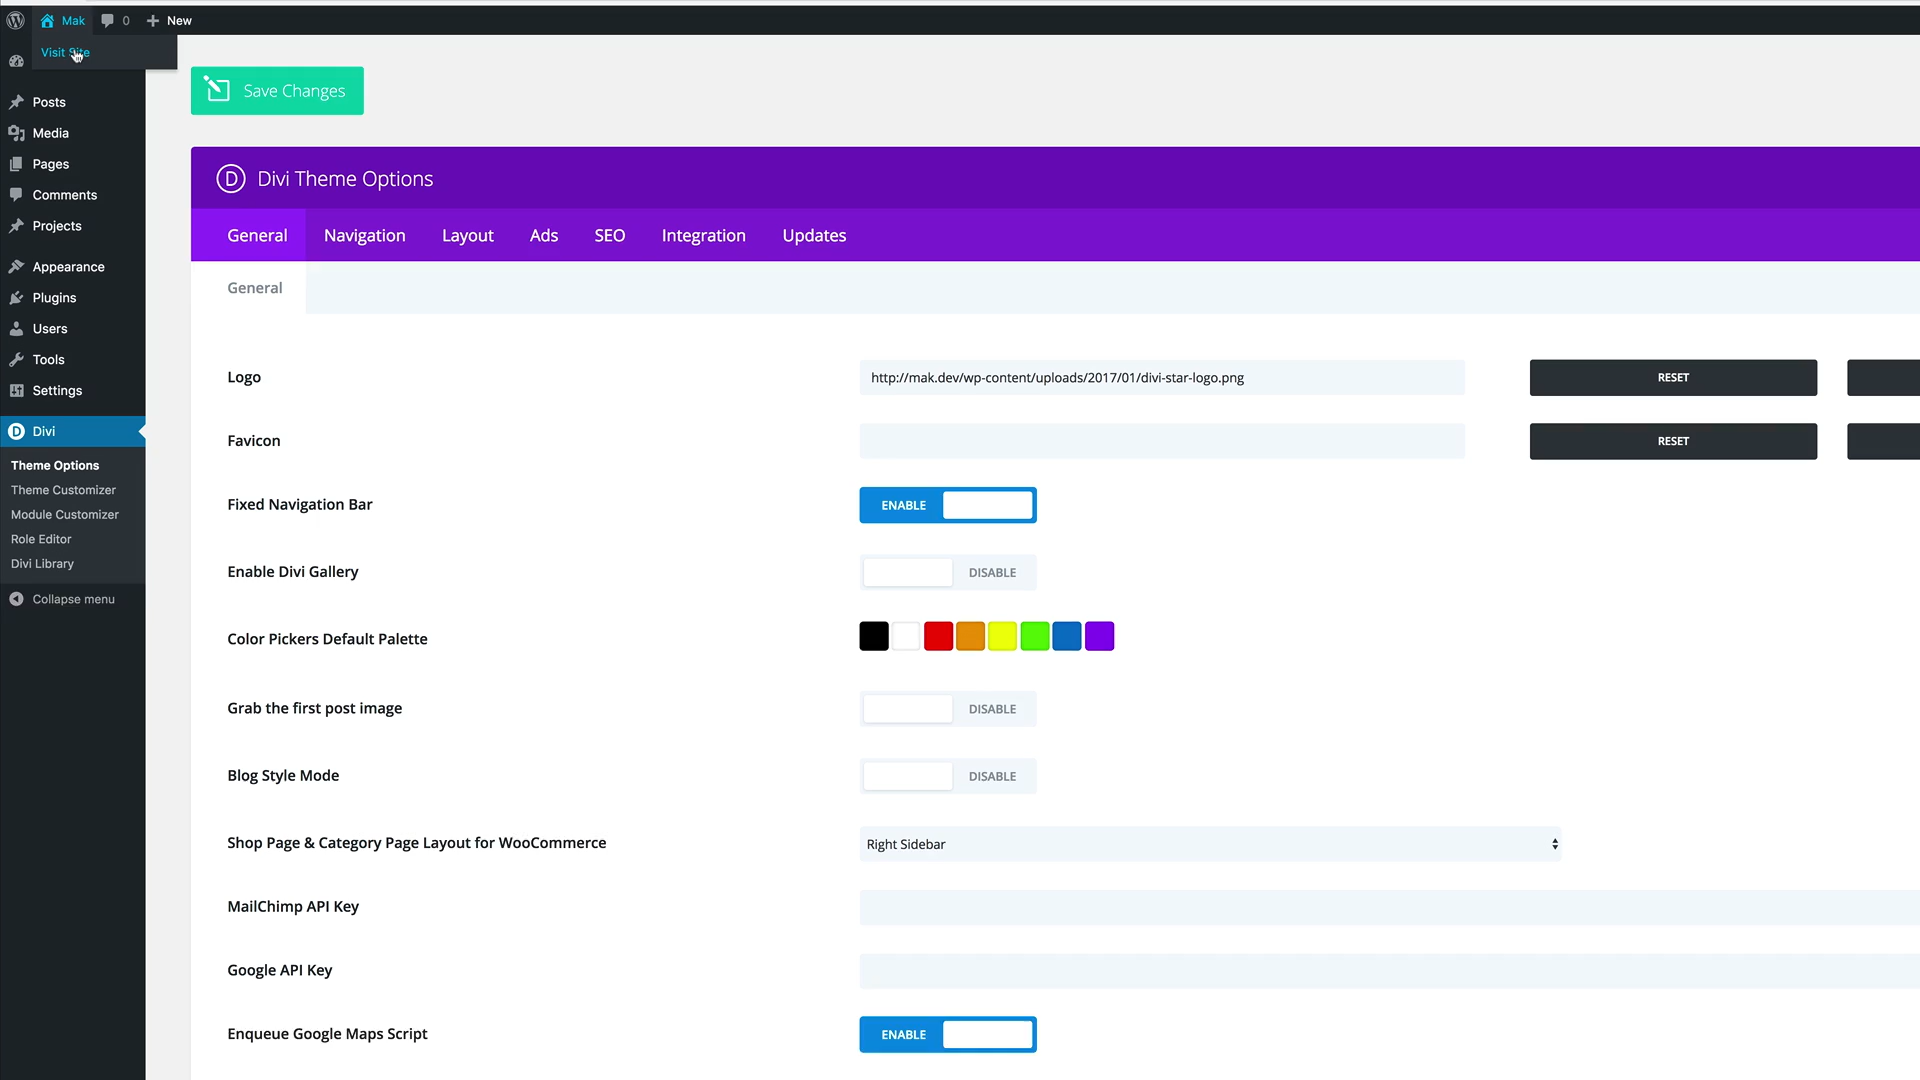 Mak 0 New
Visit Site
Save Changes
Posts
Media
Pages
Comments
Projects
Appearance
Plugins
Users
Tools
Settings
Divi
Theme Options
Theme Customizer
Module Customizer
Role Editor
Divi Library
Collapse menu
D Divi Theme Options
General Navigation Layout Ads SEO Integration Updates
General
Logo http://mak.dev/wp-content/uploads/2017/01/divi-star-logo.png RESET
Favicon RESET
Fixed Navigation Bar ENABLE
Enable Divi Gallery DISABLE
Color Pickers Default Palette
Grab the first post image DISABLE
Blog Style Mode DISABLE
Shop Page & Category Page Layout for WooCommerce Right Sidebar
MailChimp API Key
Google API Key
Enqueue Google Maps Script ENABLE